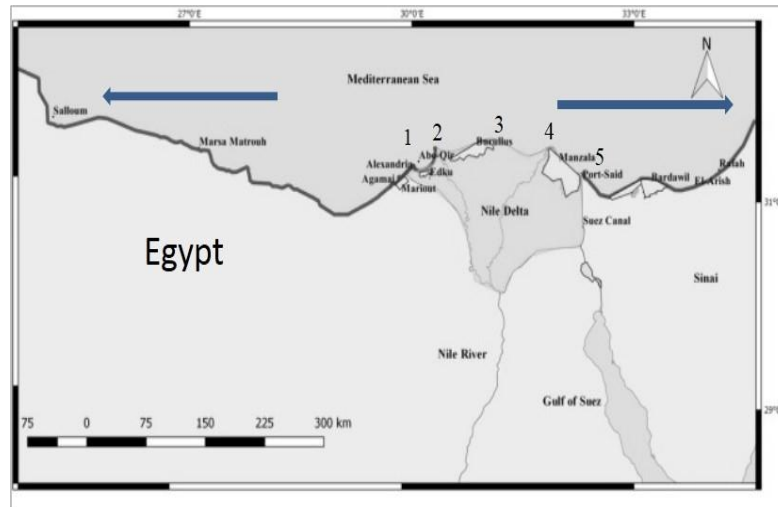 27°0'E 30°0'E 33°0'E
N
Mediterranean Sea
Salloum
Marsa Matrouh
1 2 3 4 5
Alexandria
Abo Qir
Burullus
Manzala
Agamai
Edku
Mariout
Port-Said
Bardawil
Rafah
El-Arish
31°0'
Nile Delta
Suez Canal
Egypt
Sinai
Nile River
Gulf of Suez
75 0 75 150 225 300 km
29°0'